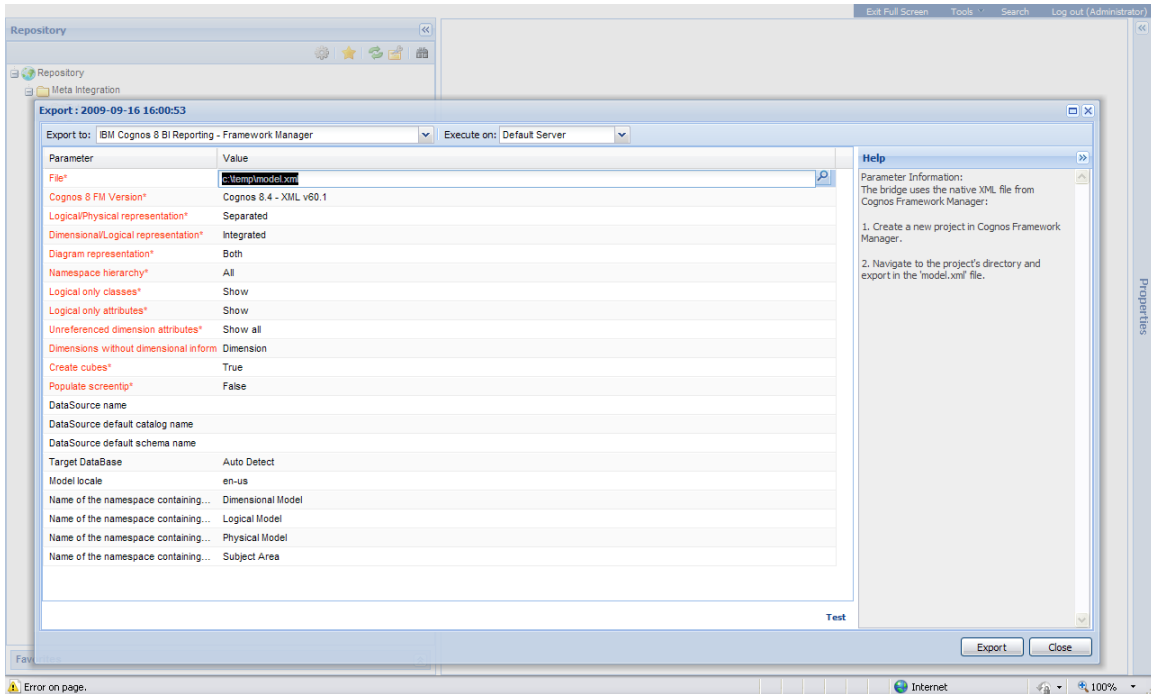 Exit Full Screen Tools Search Log out (Administrator)
Repository
Repository
Meta Integration
Export : 2009-09-16 16:00:53
Export to: IBM Cognos 8 BI Reporting - Framework Manager Execute on: Default Server
Parameter Value
File* c:\temp\model.xml
Cognos 8 FM Version* Cognos 8.4 - XML v60.1
Logical/Physical representation* Separated
Dimensional/Logical representation* Integrated
Diagram representation* Both
Namespace hierarchy* All
Logical only classes* Show
Logical only attributes* Show
Unreferenced dimension attributes* Show all
Dimensions without dimensional inform Dimension
Create cubes* True
Populate screentip* False
DataSource name
DataSource default catalog name
DataSource default schema name
Target DataBase Auto Detect
Model locale en-us
Name of the namespace containing... Dimensional Model
Name of the namespace containing... Logical Model
Name of the namespace containing... Physical Model
Name of the namespace containing... Subject Area
Test
Help
Parameter Information:
The bridge uses the native XML file from
Cognos Framework Manager:
1. Create a new project in Cognos Framework
Manager.
2. Navigate to the project's directory and
export in the 'model.xml' file.
Properties
Export Close
Fav
Error on page. Internet 100%